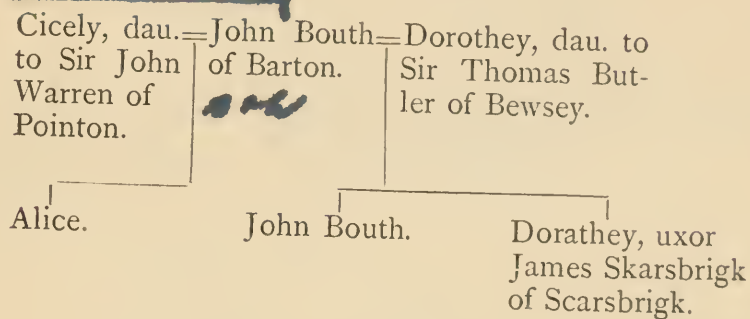 Cicely, dau.=John Bouth=Dorothey, dau. to
to Sir John of Barton. Sir Thomas But-
Warren of ler of Bewsey.
Pointon.
Alice. John Bouth. Dorathey, uxor
James Skarsbrigk
of Scarsbrigk.